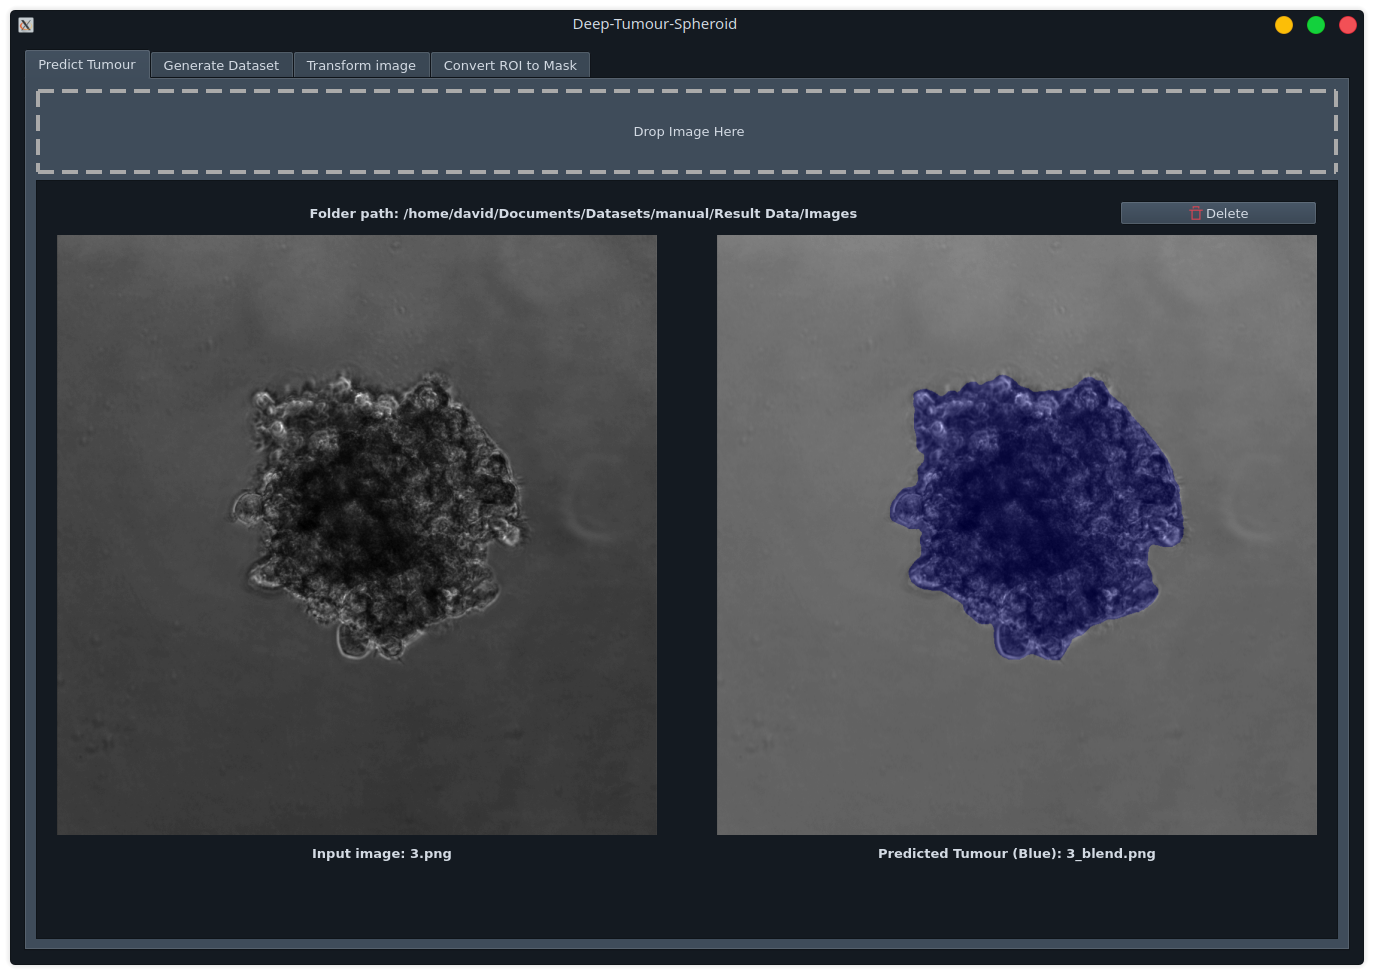 Deep-Tumour-Spheroid
Predict Tumour Generate Dataset Transform image Convert ROI to Mask
Drop Image Here
Folder path: /home/david/Documents/Datasets/manual/Result Data/Images
Delete
Input image: 3.png
Predicted Tumour (Blue): 3_blend.png